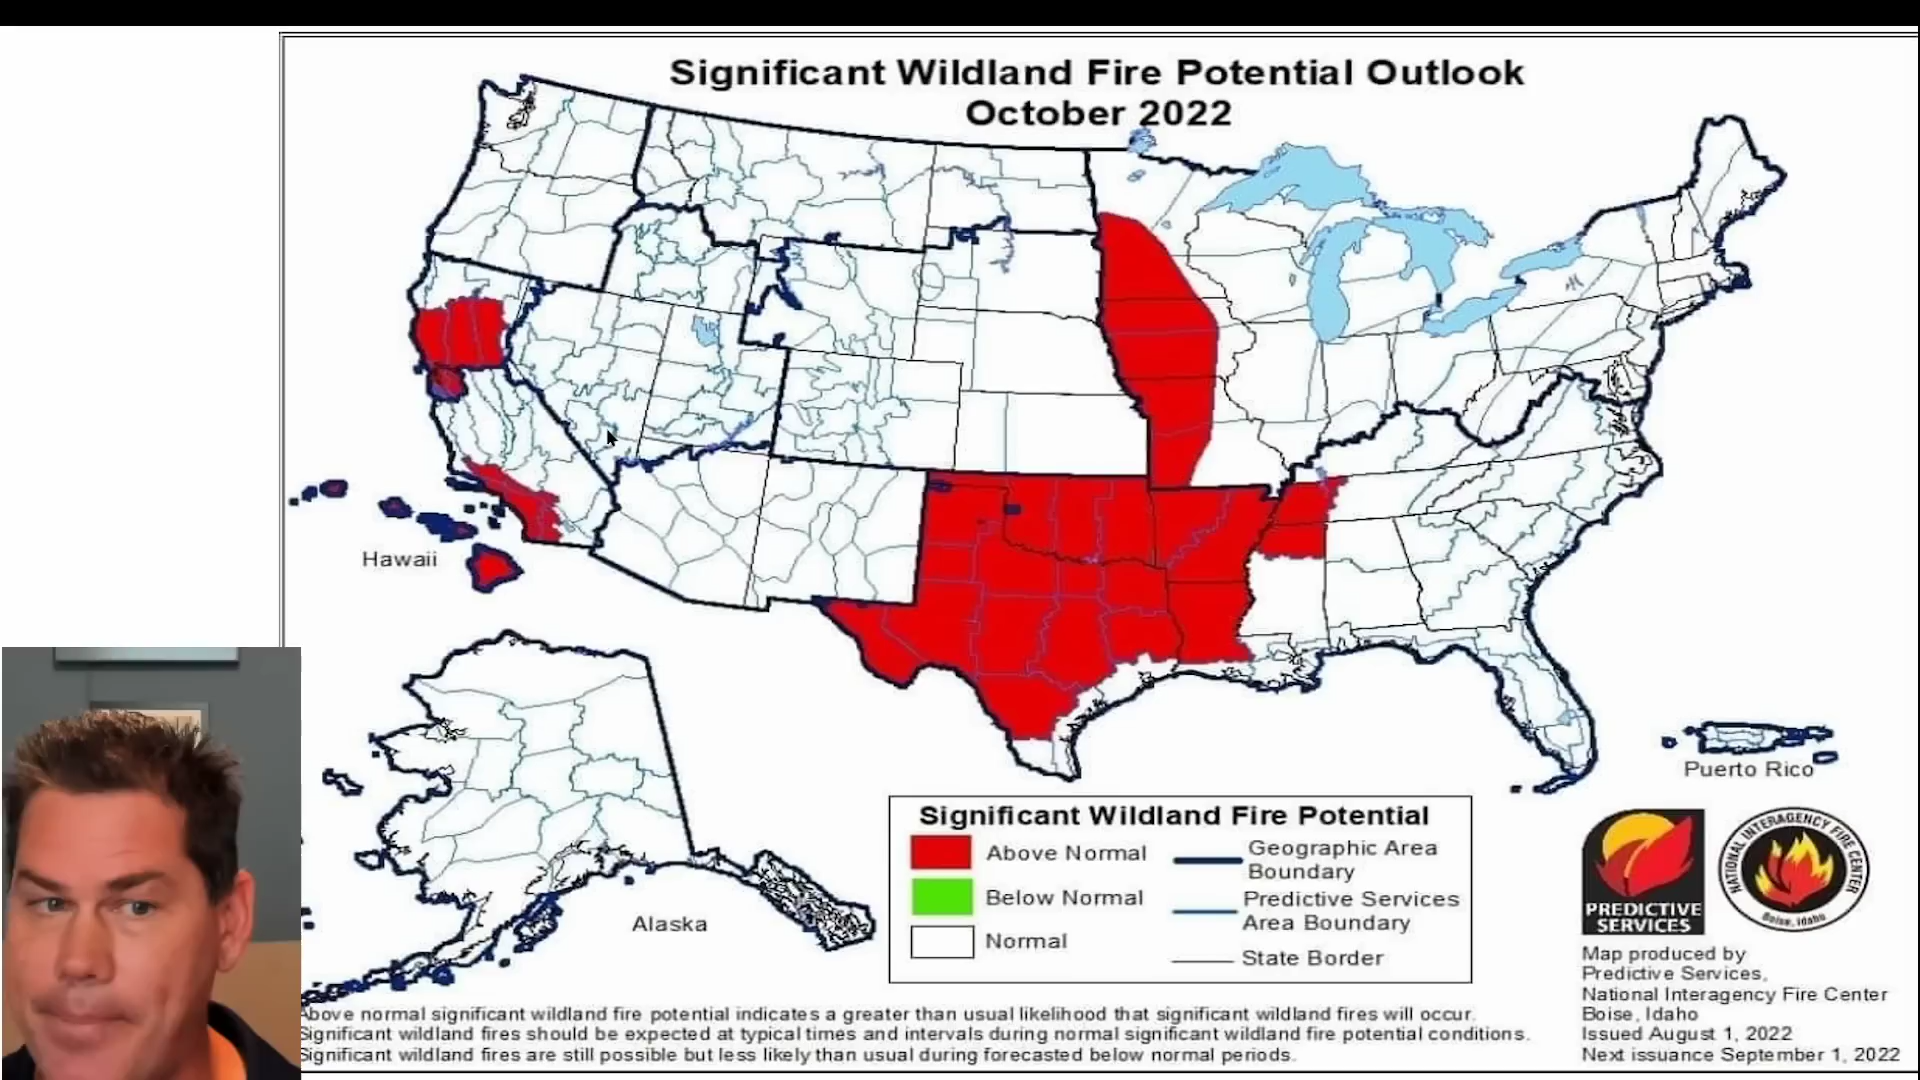 Significant Wildland Fire Potential Outlook
October 2022
Hawaii
Alaska
Puerto Rico
Significant Wildland Fire Potential
Above Normal
Below Normal
Normal
Geographic Area
Boundary
Predictive Services
Area Boundary
State Border
PREDICTIVE
SERVICES
NATIONAL INTERAGENCY FIRE CENTER
Boise, Idaho
Map produced by
Predictive Services,
National Interagency Fire Center
Boise, Idaho
Issued August 1, 2022
Next issuance September 1, 2022
Above normal significant wildland fire potential indicates a greater than usual likelihood that significant wildland fires will occur.
Significant wildland fires should be expected at typical times and intervals during normal significant wildland fire potential conditions.
Significant wildland fires are still possible but less likely than usual during forecasted below normal periods.